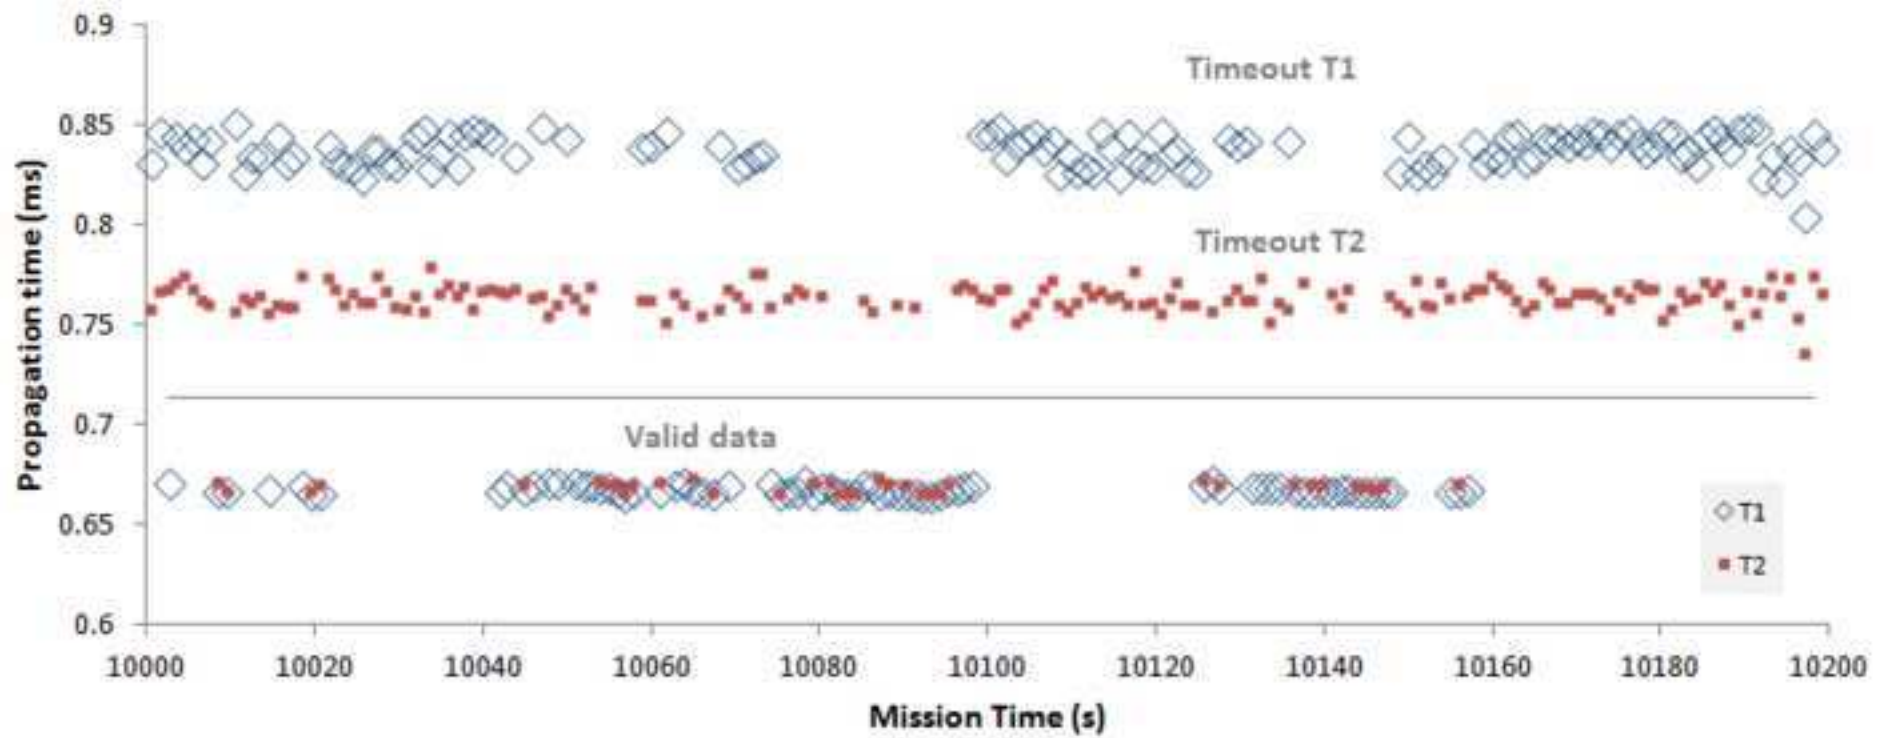 0.9
Timeout T1
0.85
0.8
Timeout T2
0.75
0.7
Valid data
0.65
0.6
Propagation time (ms)
T1
T2
10000 10020 10040 10060 10080 10100 10120 10140 10160 10180 10200
Mission Time (s)